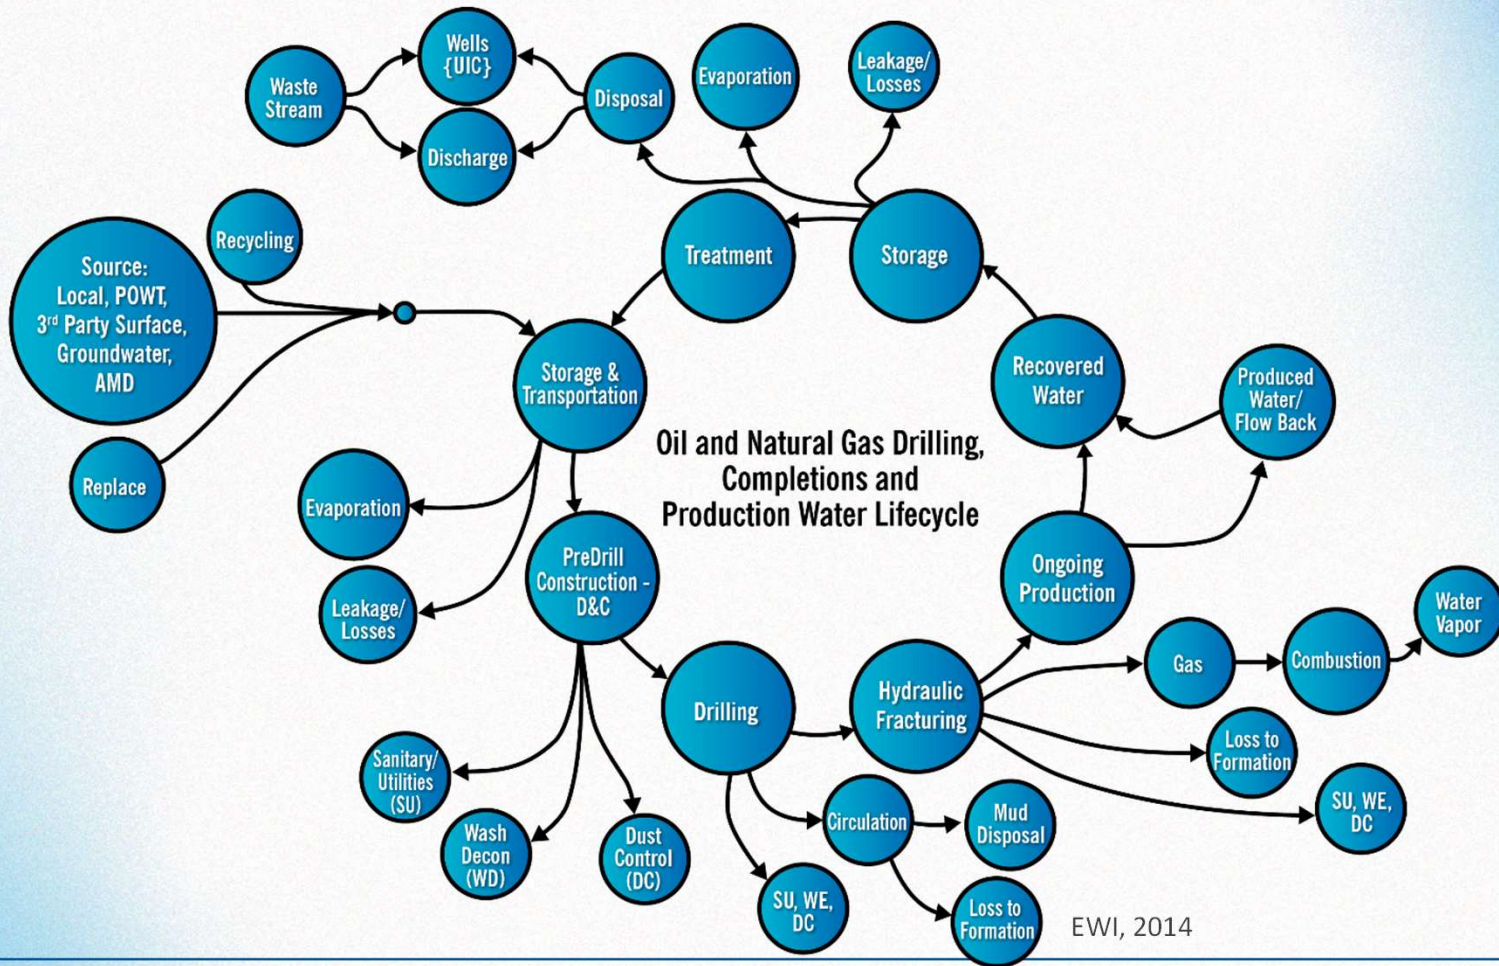 Wells
{UIC}
Waste
Stream
Disposal
Discharge
Evaporation
Leakage/
Losses
Recycling
Source:
Local, POWT,
3rd Party Surface,
Groundwater,
AMD
Replace
Treatment
Storage
Storage &
Transportation
Recovered
Water
Produced
Water/
Flow Back
Oil and Natural Gas Drilling,
Completions and
Production Water Lifecycle
Evaporation
Leakage/
Losses
PreDrill
Construction -
D&C
Ongoing
Production
Water
Vapor
Gas
Combustion
Drilling
Hydraulic
Fracturing
Loss to
Formation
SU, WE,
DC
Sanitary/
Utilities
(SU)
Wash
Decon
(WD)
Dust
Control
(DC)
Circulation
Mud
Disposal
SU, WE,
DC
Loss to
Formation
EWI, 2014